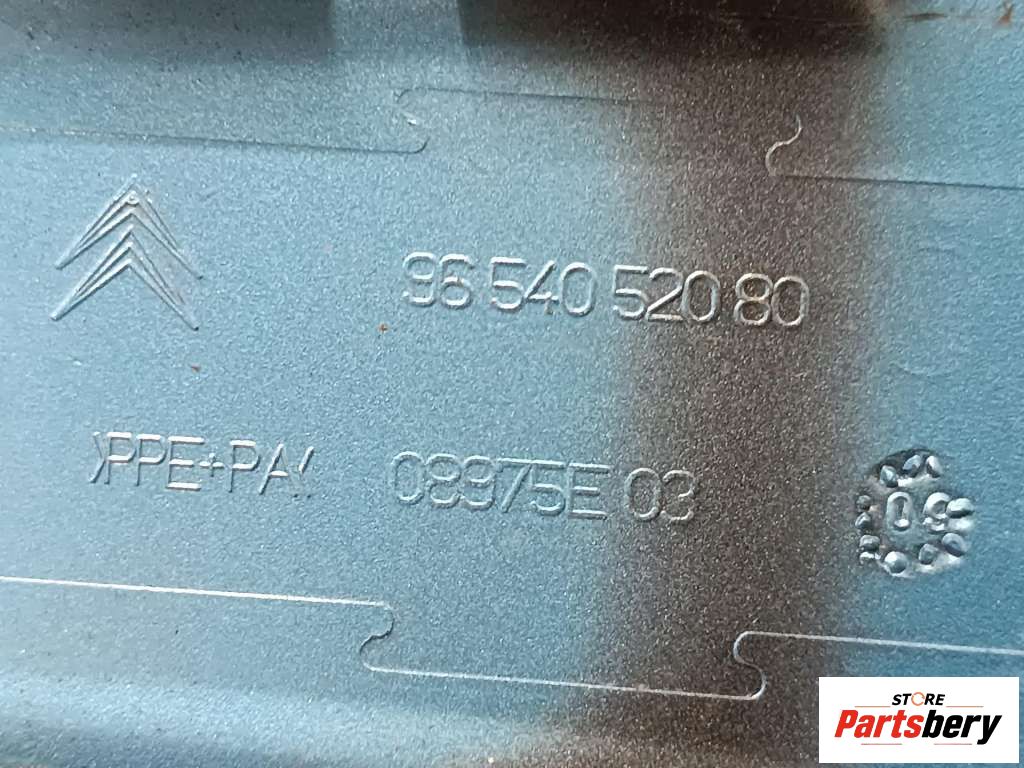 96 540 520 80
>PPE+PA<
08975E 03
STORE
Partsbery